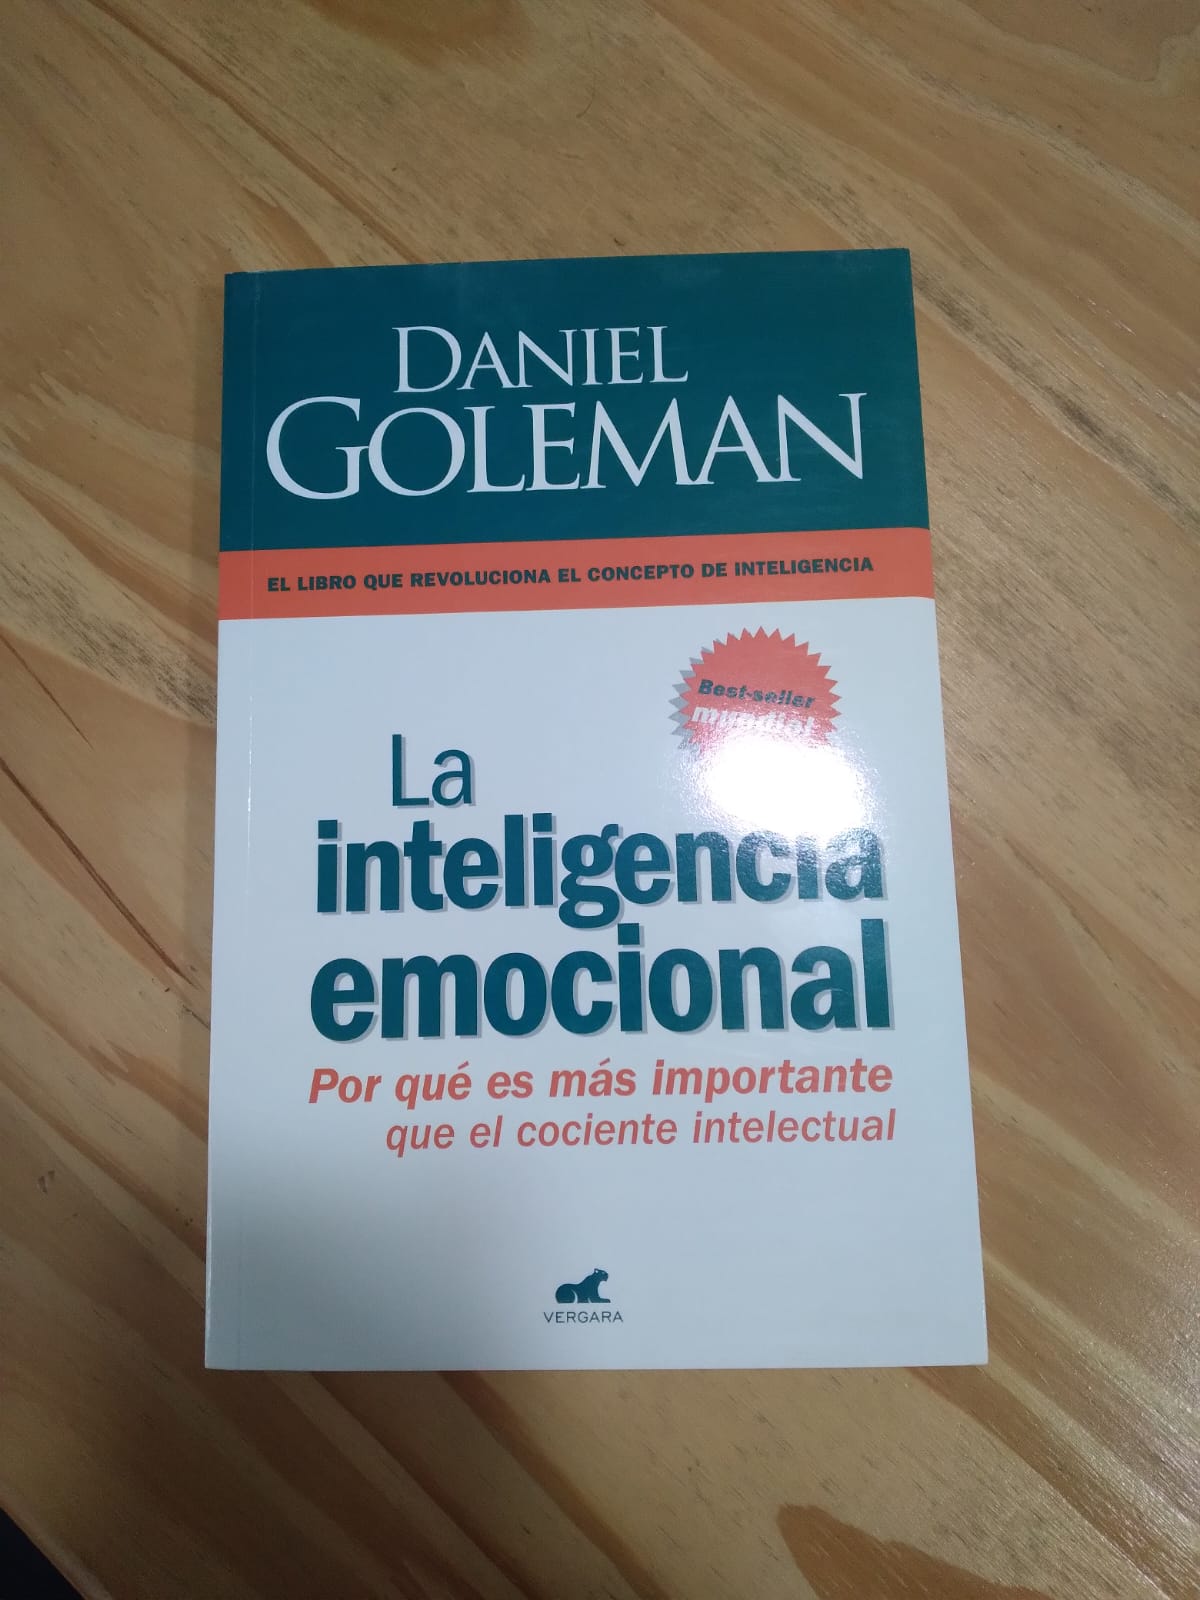 DANIEL
GOLEMAN
EL LIBRO QUE REVOLUCIONA EL CONCEPTO DE INTELIGENCIA
Best-seller
mundial
La
inteligencia
emocional
Por qué es más importante
que el cociente intelectual
VERGARA